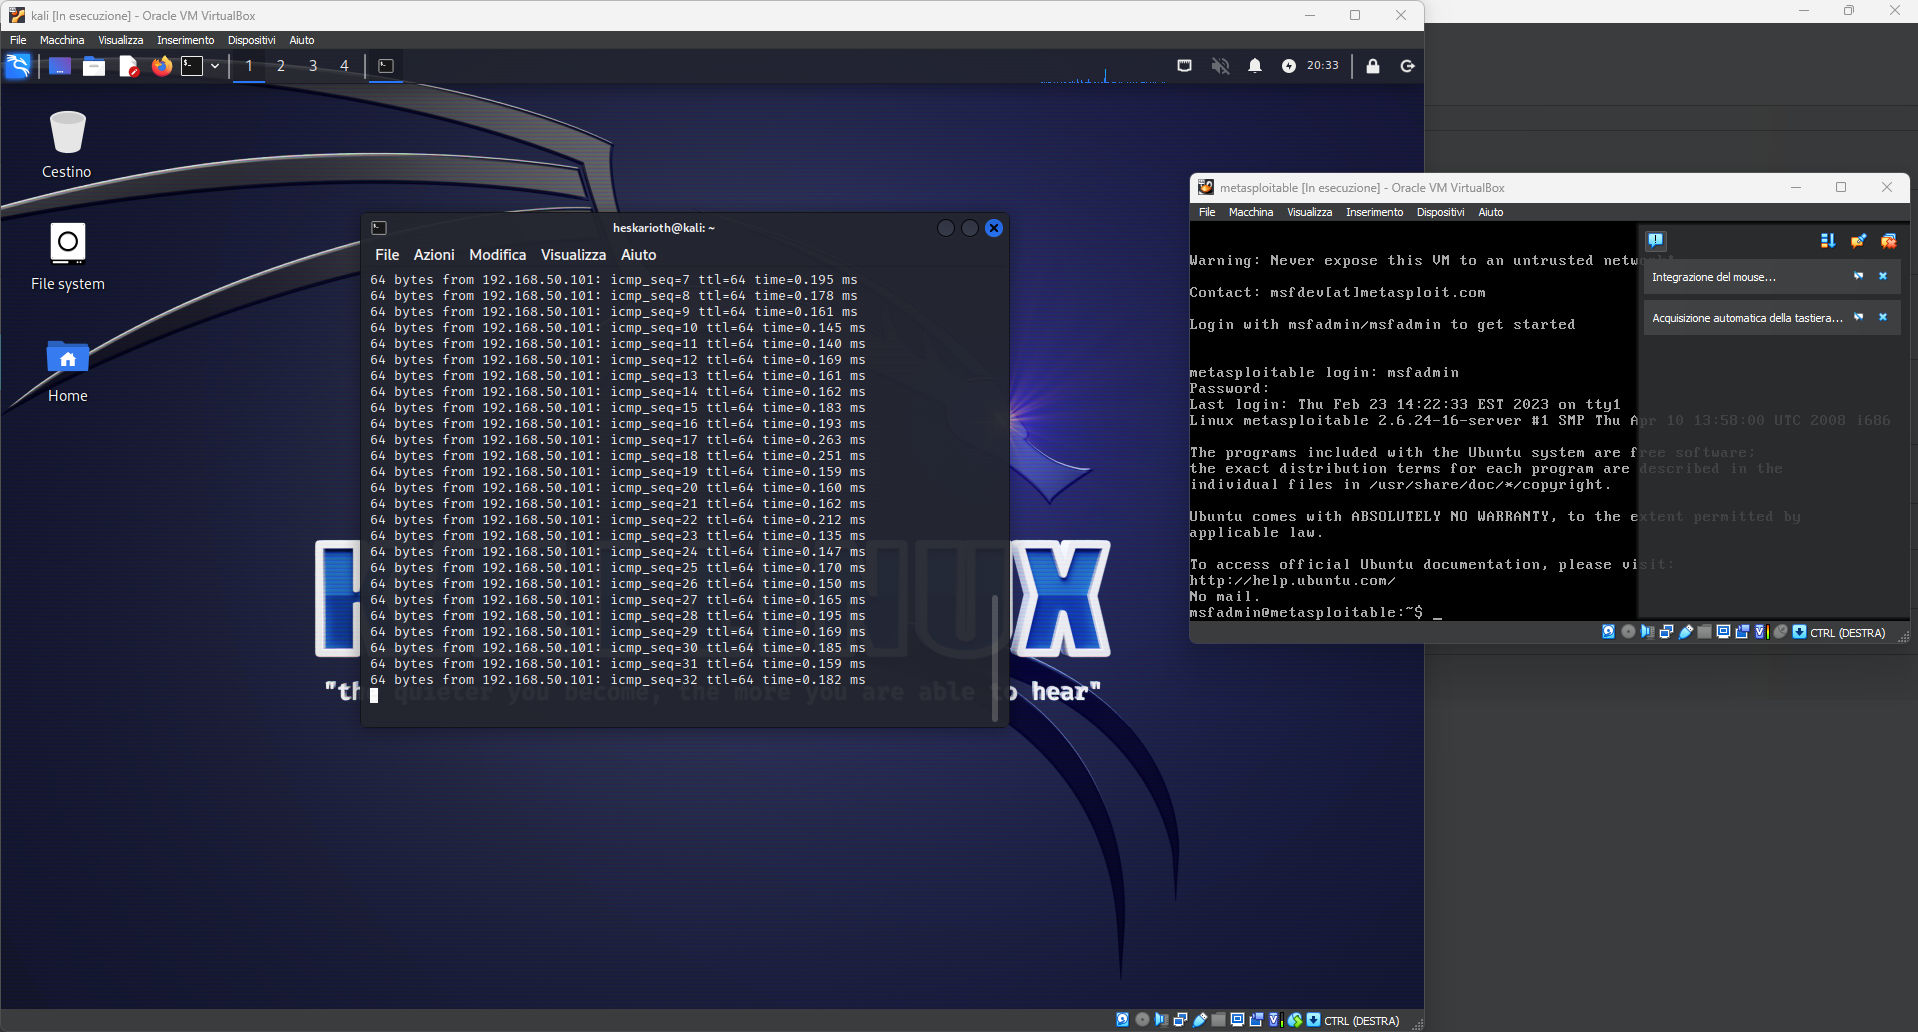 kali [In esecuzione] - Oracle VM VirtualBox
File Macchina Visualizza Inserimento Dispositivi Aiuto
1 2 3 4
20:33
Cestino
File system
Home
heskarioth@kali: ~
File Azioni Modifica Visualizza Aiuto
64 bytes from 192.168.50.101: icmp_seq=7 ttl=64 time=0.195 ms
64 bytes from 192.168.50.101: icmp_seq=8 ttl=64 time=0.178 ms
64 bytes from 192.168.50.101: icmp_seq=9 ttl=64 time=0.161 ms
64 bytes from 192.168.50.101: icmp_seq=10 ttl=64 time=0.145 ms
64 bytes from 192.168.50.101: icmp_seq=11 ttl=64 time=0.140 ms
64 bytes from 192.168.50.101: icmp_seq=12 ttl=64 time=0.169 ms
64 bytes from 192.168.50.101: icmp_seq=13 ttl=64 time=0.161 ms
64 bytes from 192.168.50.101: icmp_seq=14 ttl=64 time=0.162 ms
64 bytes from 192.168.50.101: icmp_seq=15 ttl=64 time=0.183 ms
64 bytes from 192.168.50.101: icmp_seq=16 ttl=64 time=0.193 ms
64 bytes from 192.168.50.101: icmp_seq=17 ttl=64 time=0.263 ms
64 bytes from 192.168.50.101: icmp_seq=18 ttl=64 time=0.251 ms
64 bytes from 192.168.50.101: icmp_seq=19 ttl=64 time=0.159 ms
64 bytes from 192.168.50.101: icmp_seq=20 ttl=64 time=0.160 ms
64 bytes from 192.168.50.101: icmp_seq=21 ttl=64 time=0.162 ms
64 bytes from 192.168.50.101: icmp_seq=22 ttl=64 time=0.212 ms
64 bytes from 192.168.50.101: icmp_seq=23 ttl=64 time=0.135 ms
64 bytes from 192.168.50.101: icmp_seq=24 ttl=64 time=0.147 ms
64 bytes from 192.168.50.101: icmp_seq=25 ttl=64 time=0.170 ms
64 bytes from 192.168.50.101: icmp_seq=26 ttl=64 time=0.150 ms
64 bytes from 192.168.50.101: icmp_seq=27 ttl=64 time=0.165 ms
64 bytes from 192.168.50.101: icmp_seq=28 ttl=64 time=0.195 ms
64 bytes from 192.168.50.101: icmp_seq=29 ttl=64 time=0.169 ms
64 bytes from 192.168.50.101: icmp_seq=30 ttl=64 time=0.185 ms
64 bytes from 192.168.50.101: icmp_seq=31 ttl=64 time=0.159 ms
64 bytes from 192.168.50.101: icmp_seq=32 ttl=64 time=0.182 ms
"the quieter you become, the more you are able to hear"
CTRL (DESTRA)
metasploitable [In esecuzione] - Oracle VM VirtualBox
File Macchina Visualizza Inserimento Dispositivi Aiuto
Warning: Never expose this VM to an untrusted network!
Contact: msfdev[at]metasploit.com
Login with msfadmin/msfadmin to get started
metasploitable login: msfadmin
Password:
Last login: Thu Feb 23 14:22:33 EST 2023 on tty1
Linux metasploitable 2.6.24-16-server #1 SMP Thu Apr 10 13:58:00 UTC 2008 i686
The programs included with the Ubuntu system are free software;
the exact distribution terms for each program are described in the
individual files in /usr/share/doc/*/copyright.
Ubuntu comes with ABSOLUTELY NO WARRANTY, to the extent permitted by
applicable law.
To access official Ubuntu documentation, please visit:
http://help.ubuntu.com/
No mail.
msfadmin@metasploitable:~$ _
Integrazione del mouse...
Acquisizione automatica della tastiera...
CTRL (DESTRA)